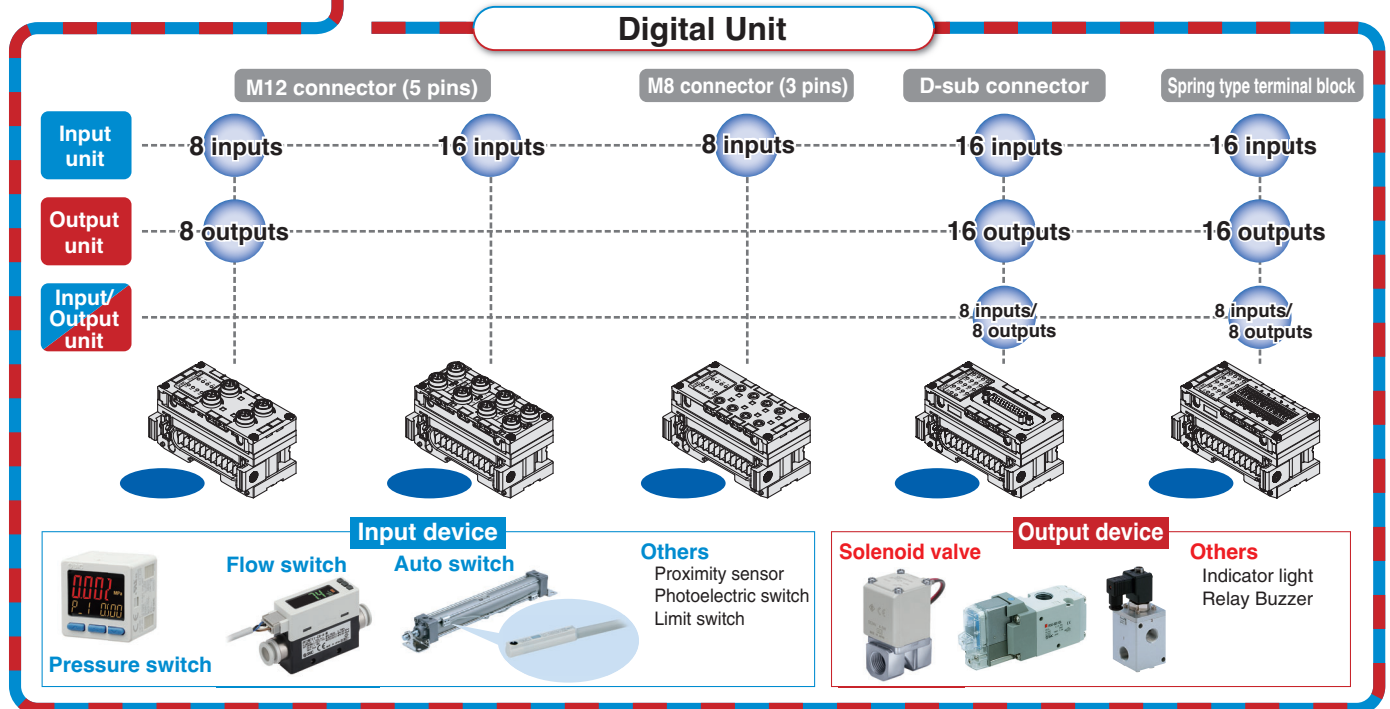 Digital Unit
M12 connector (5 pins)
M8 connector (3 pins)
D-sub connector
Spring type terminal block
Input
unit
8 inputs
16 inputs
8 inputs
16 inputs
16 inputs
Output
unit
8 outputs
16 outputs
16 outputs
Input/
Output
unit
8 inputs/
8 outputs
8 inputs/
8 outputs
Input device
Pressure switch
Flow switch
Auto switch
Others
Proximity sensor
Photoelectric switch
Limit switch
Output device
Solenoid valve
Others
Indicator light
Relay Buzzer